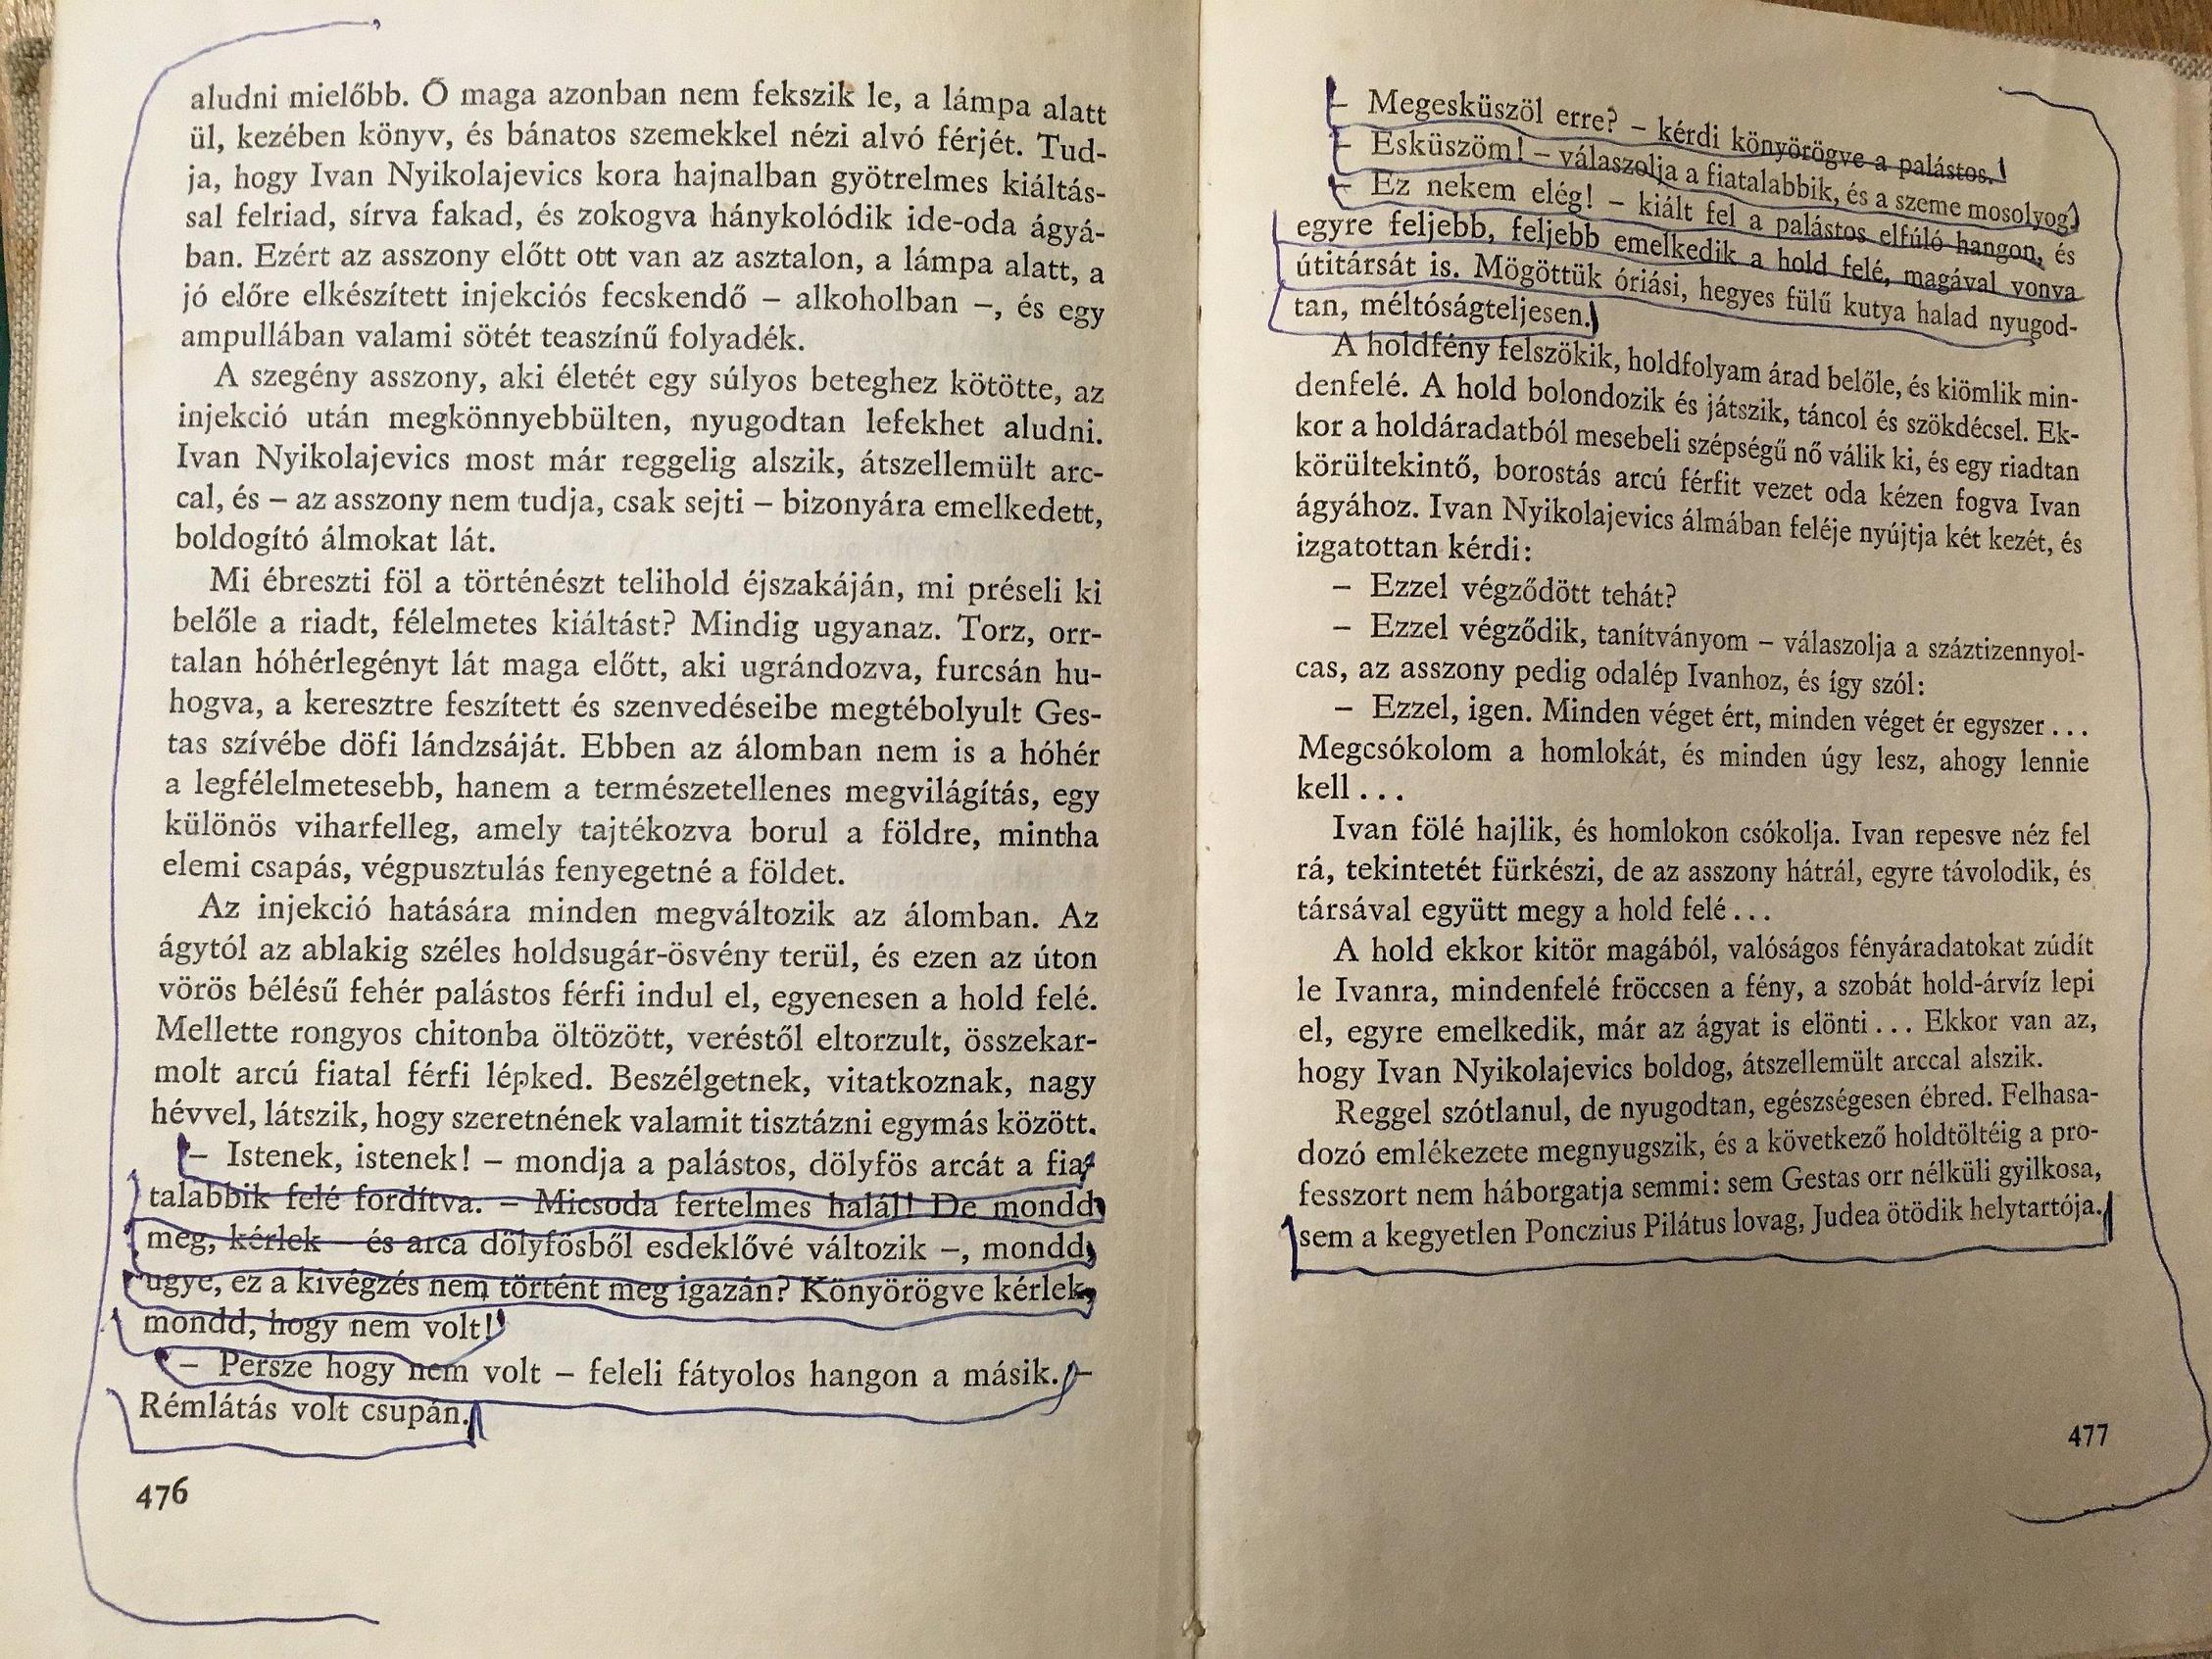 aludni mielőbb. Ő maga azonban nem fekszik le, a lámpa alatt
ül, kezében könyv, és bánatos szemekkel nézi alvó férjét. Tud-
ja, hogy Ivan Nyikolajevics kora hajnalban gyötrelmes kiáltás-
sal felriad, sírva fakad, és zokogva hánykolódik ide-oda ágyá-
ban. Ezért az asszony előtt ott van az asztalon, a lámpa alatt, a
jó előre elkészített injekciós fecskendő – alkoholban –, és egy
ampullában valami sötét teaszínű folyadék.
A szegény asszony, aki életét egy súlyos beteghez kötötte, az
injekció után megkönnyebbülten, nyugodtan lefekhet aludni.
Ivan Nyikolajevics most már reggelig alszik, átszellemült arc-
cal, és – az asszony nem tudja, csak sejti – bizonyára emelkedett,
boldogító álmokat lát.
Mi ébreszti föl a történészt telihold éjszakáján, mi préseli ki
belőle a riadt, félelmetes kiáltást? Mindig ugyanaz. Torz, orr-
talan hóhérlegényt lát maga előtt, aki ugrándozva, furcsán hu-
hogva, a keresztre feszített és szenvedéseibe megtébolyult Ges-
tas szívébe döfi lándzsáját. Ebben az álomban nem is a hóhér
a legfélelmetesebb, hanem a természetellenes megvilágítás, egy
különös viharfelleg, amely tajtékozva borul a földre, mintha
elemi csapás, végpusztulás fenyegetné a földet.
Az injekció hatására minden megváltozik az álomban. Az
ágytól az ablakig széles holdsugár-ösvény terül, és ezen az úton
vörös bélésű fehér palástos férfi indul el, egyenesen a hold felé.
Mellette rongyos chitonba öltözött, veréstől eltorzult, összekar-
molt arcú fiatal férfi lépked. Beszélgetnek, vitatkoznak, nagy
hévvel, látszik, hogy szeretnének valamit tisztázni egymás között.
– Istenek, istenek! – mondja a palástos, dölyfös arcát a fia-
talabbik felé fordítva. – Micsoda fertelmes halál! De mondd
meg, kérlek – és arca dölyfösből esdeklővé változik –, mondd,
ugye, ez a kivégzés nem történt meg igazán? Könyörögve kérlek,
mondd, hogy nem volt!
– Persze hogy nem volt – feleli fátyolos hangon a másik. –
Rémlátás volt csupán.
476
– Megesküszöl erre? – kérdi könyörögve a palástos.
– Esküszöm! – válaszolja a fiatalabbik, és a szeme mosolyog.
– Ez nekem elég! – kiált fel a palástos elfúló hangon, és
egyre feljebb, feljebb emelkedik a hold felé, magával vonva
útitársát is. Mögöttük óriási, hegyes fülű kutya halad nyugod-
tan, méltóságteljesen.
A holdfény felszökik, holdfolyam árad belőle, és kiömlik min-
denfelé. A hold bolondozik és játszik, táncol és szökdécsel. Ek-
kor a holdáradatból mesebeli szépségű nő válik ki, és egy riadtan
körültekintő, borostás arcú férfit vezet oda kézen fogva Ivan
ágyához. Ivan Nyikolajevics álmában feléje nyújtja két kezét, és
izgatottan kérdi:
– Ezzel végződött tehát?
– Ezzel végződik, tanítványom – válaszolja a száztizennyol-
cas, az asszony pedig odalép Ivanhoz, és így szól:
– Ezzel, igen. Minden véget ért, minden véget ér egyszer...
Megcsókolom a homlokát, és minden úgy lesz, ahogy lennie
kell...
Ivan fölé hajlik, és homlokon csókolja. Ivan repesve néz fel
rá, tekintetét fürkészi, de az asszony hátrál, egyre távolodik, és
társával együtt megy a hold felé...
A hold ekkor kitör magából, valóságos fényáradatokat zúdít
le Ivanra, mindenfelé fröccsen a fény, a szobát hold-árvíz lepi
el, egyre emelkedik, már az ágyat is elönti... Ekkor van az,
hogy Ivan Nyikolajevics boldog, átszellemült arccal alszik.
Reggel szótlanul, de nyugodtan, egészségesen ébred. Felhasa-
dozó emlékezete megnyugszik, és a következő holdtöltéig a pro-
fesszort nem háborgatja semmi: sem Gestas orr nélküli gyilkosa,
sem a kegyetlen Ponczius Pilátus lovag, Judea ötödik helytartója.
477